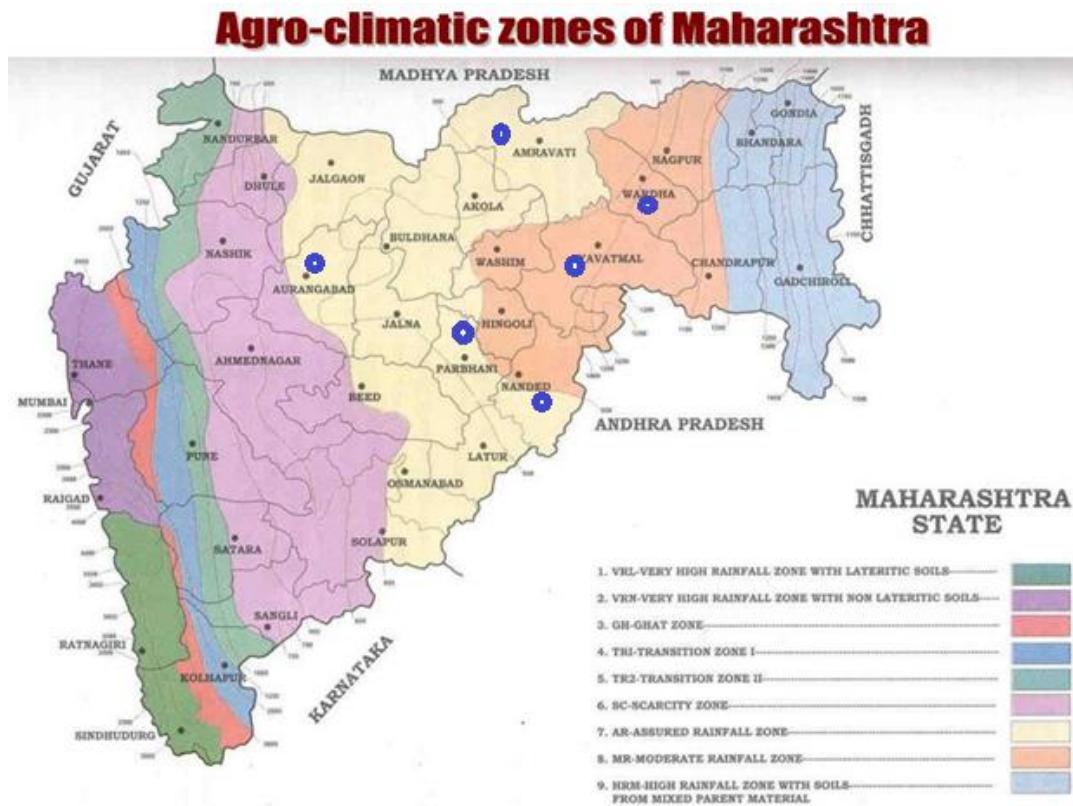 Agro-climatic zones of Maharashtra
MADHYA PRADESH
GUJARAT
CHHATTISGADH
NANDURBAR
DHULE
JALGAON
AMRAVATI
NAGPUR
BHANDARA
GONDIA
AKOLA
WARDHA
NASHIK
BULDHANA
WASHIM
YAVATMAL
CHANDRAPUR
GADCHIROLI
AURANGABAD
JALNA
HINGOLI
THANE
AHMEDNAGAR
PARBHANI
NANDED
MUMBAI
BEED
ANDHRA PRADESH
PUNE
LATUR
OSMANABAD
RAIGAD
SATARA
SOLAPUR
SANGLI
RATNAGIRI
KOLHAPUR
KARNATAKA
SINDHUDURG
MAHARASHTRA
STATE
1. VRL-VERY HIGH RAINFALL ZONE WITH LATERITIC SOILS
2. VRN-VERY HIGH RAINFALL ZONE WITH NON LATERITIC SOILS
3. GH-GHAT ZONE
4. TRI-TRANSITION ZONE I
5. TR2-TRANSITION ZONE II
6. SC-SCARCITY ZONE
7. AR-ASSURED RAINFALL ZONE
8. MR-MODERATE RAINFALL ZONE
9. HRM-HIGH RAINFALL ZONE WITH SOILS
FROM MIXED PARENT MATERIAL